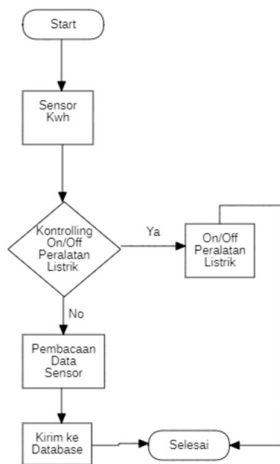 Start
Sensor
Kwh
Kontrolling
On/Off
Peralatan
Listrik
Ya
On/Off
Peralatan
Listrik
No
Pembacaan
Data
Sensor
Kirim ke
Database
Selesai